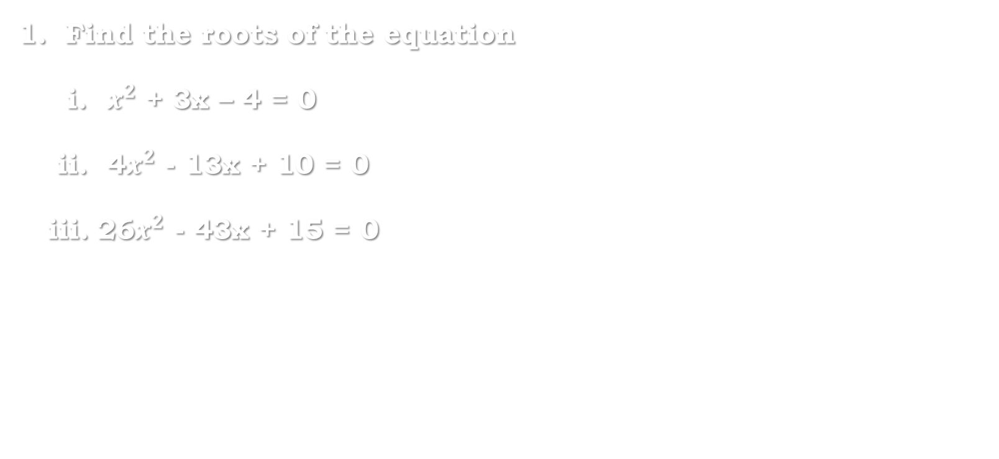 1. Find the roots of the equation
i. x² + 3x – 4 = 0
ii. 4x² - 13x + 10 = 0
iii. 26x² - 43x + 15 = 0